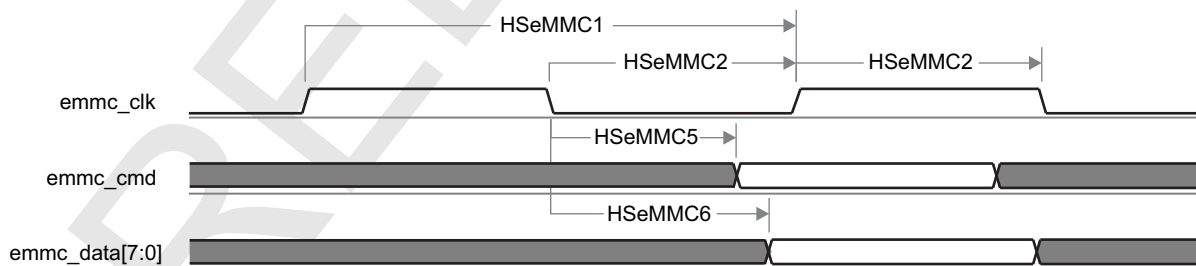 HSeMMC1
HSeMMC2 HSeMMC2
emmc_clk
HSeMMC5
emmc_cmd
HSeMMC6
emmc_data[7:0]